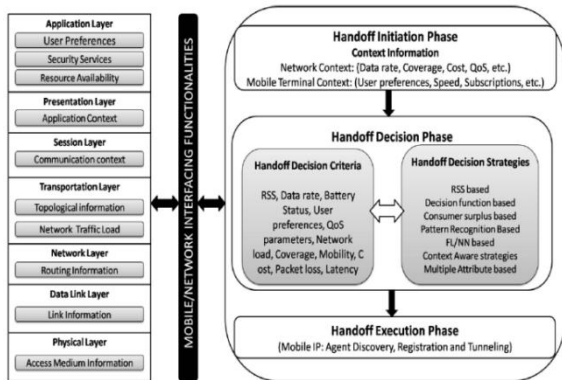 Application Layer
User Preferences
Security Services
Resource Availability
Presentation Layer
Application Context
Session Layer
Communication context
Transportation Layer
Topological information
Network Traffic Load
Network Layer
Routing Information
Data Link Layer
Link Information
Physical Layer
Access Medium Information
MOBILE/NETWORK INTERFACING FUNCTIONALITIES
Handoff Initiation Phase
Context Information
Network Context: (Data rate, Coverage, Cost, QoS, etc.)
Mobile Terminal Context: (User preferences, Speed, Subscriptions, etc.)
Handoff Decision Phase
Handoff Decision Criteria
RSS, Data rate, Battery
Status, User
preferences, QoS
parameters, Network
load, Coverage, Mobility, C
ost, Packet loss, Latency
Handoff Decision Strategies
RSS based
Decision function based
Consumer surplus Based
Pattern Recognition Based
FL/NN based
Context Aware strategies
Multiple Attribute based
Handoff Execution Phase
(Mobile IP: Agent Discovery, Registration and Tunneling)